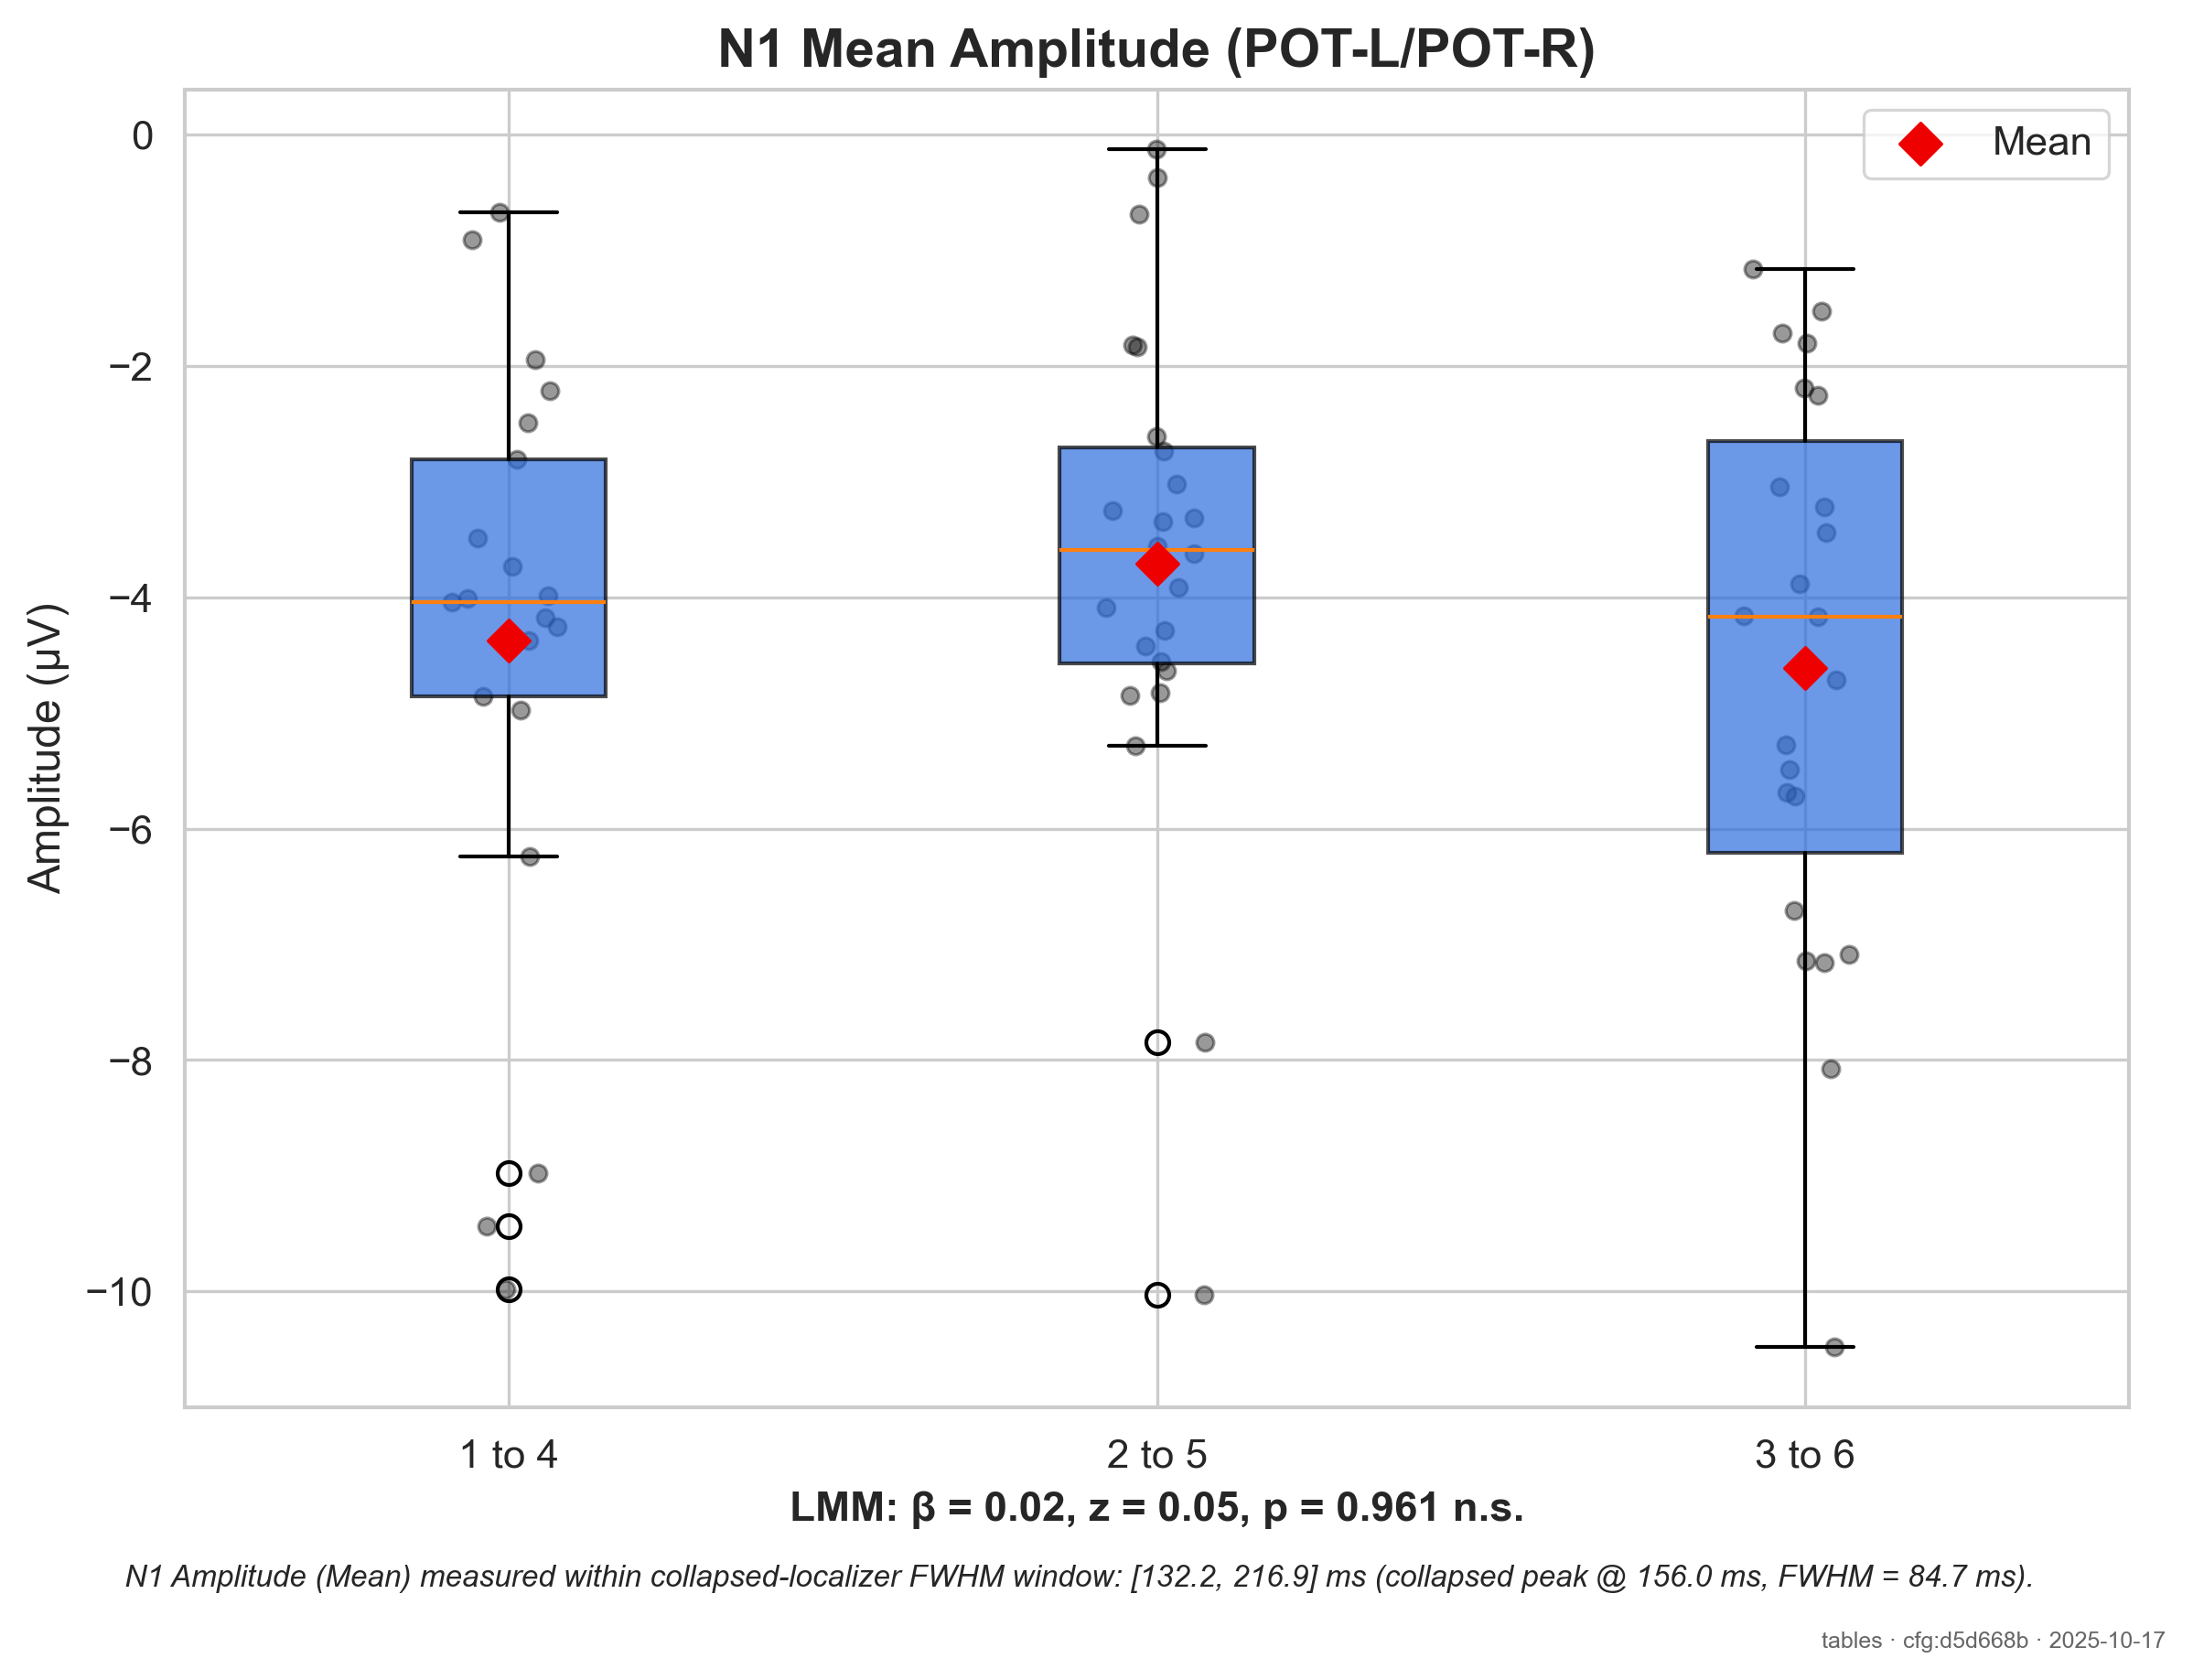 N1 Mean Amplitude (POT-L/POT-R)
Mean
0
−2
−4
−6
−8
−10
Amplitude (µV)
1 to 4
2 to 5
3 to 6
LMM: β = 0.02, z = 0.05, p = 0.961 n.s.
N1 Amplitude (Mean) measured within collapsed-localizer FWHM window: [132.2, 216.9] ms (collapsed peak @ 156.0 ms, FWHM = 84.7 ms).
tables · cfg:d5d668b · 2025-10-17